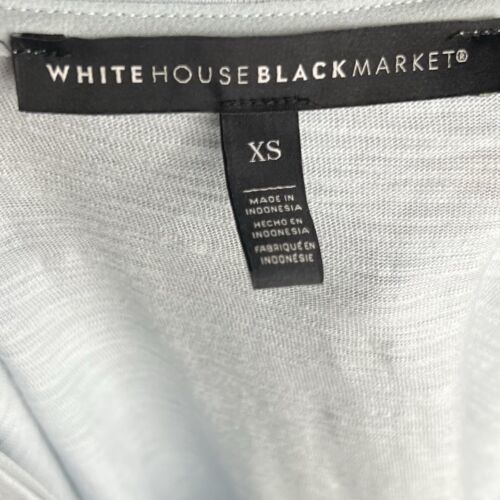 WHITE HOUSE BLACK MARKET®
XS
MADE IN
INDONESIA
HECHO EN
INDONESIA
FABRIQUÉ EN
INDONÉSIE